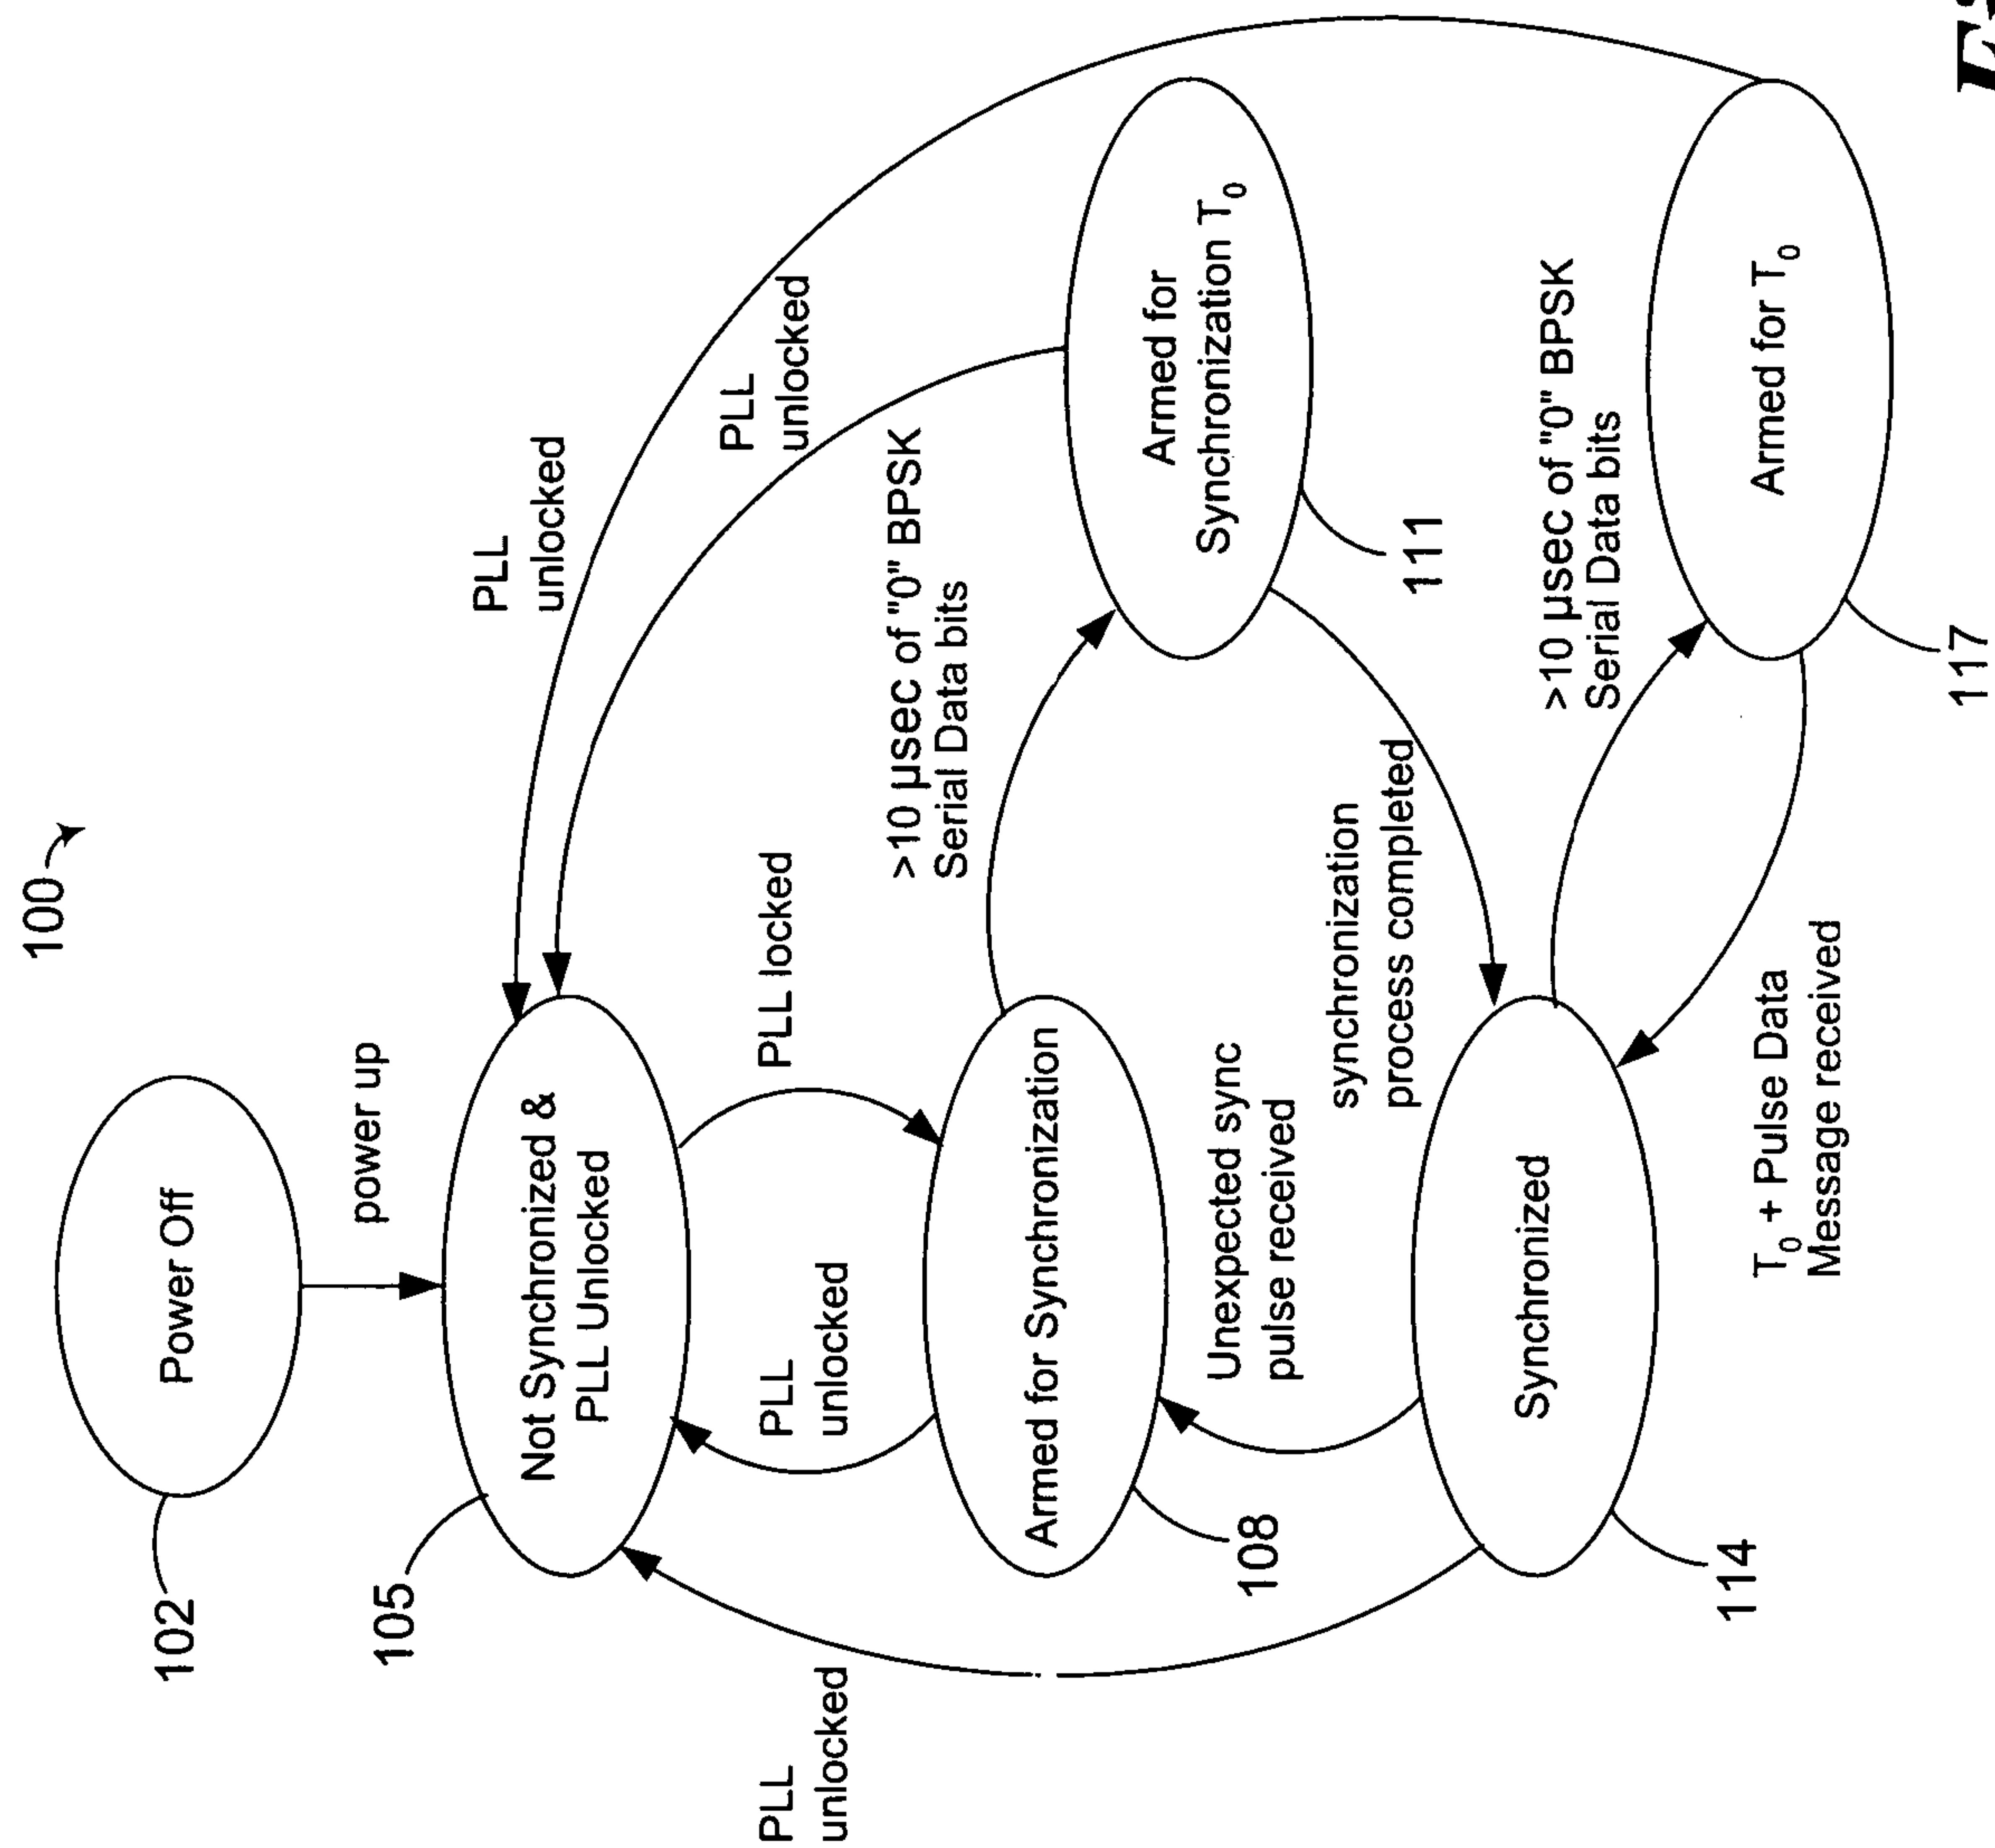 100
102
Power Off
power up
105
Not Synchronized &
PLL Unlocked
PLL
unlocked
PLL
unlocked
PLL
unlocked
PLL locked
PLL
unlocked
108
Armed for Synchronization
>10 µsec of "0" BPSK
Serial Data bits
Armed for
Synchronization T0
111
Unexpected sync
pulse received
synchronization
process completed
114
Synchronized
>10 µsec of "0" BPSK
Serial Data bits
Armed for T0
117
T0 + Pulse Data
Message received